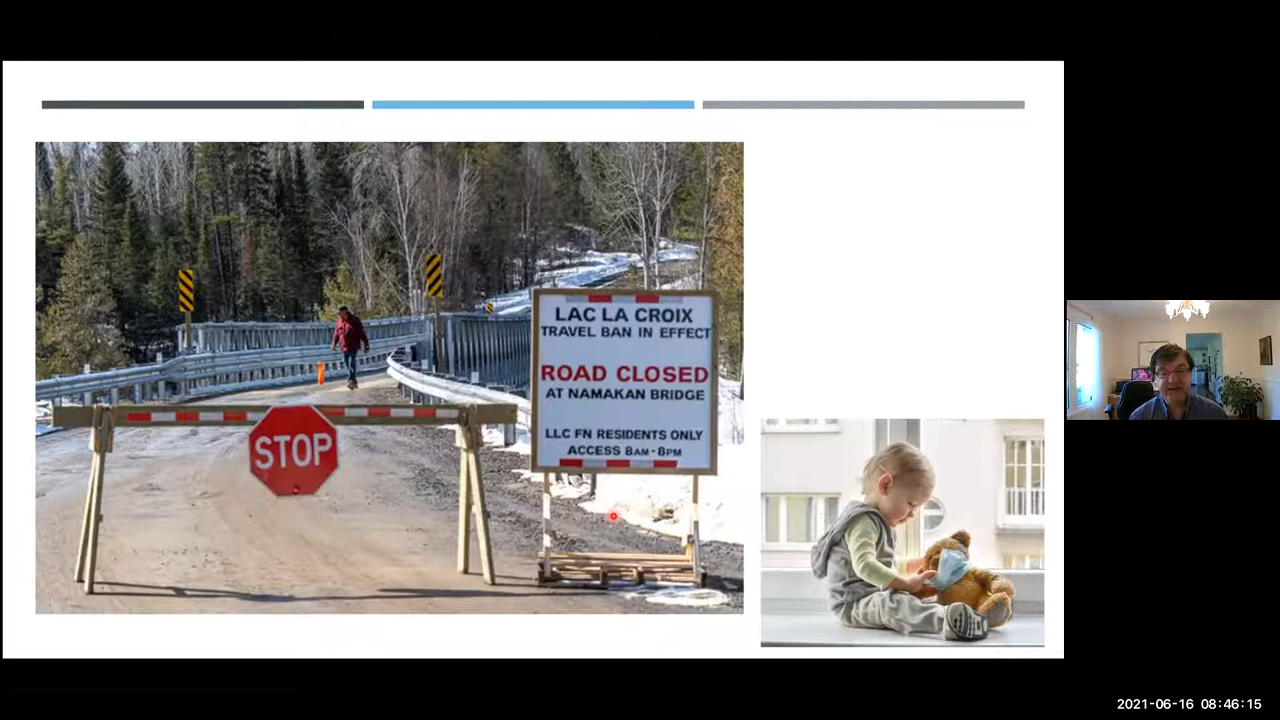 LAC LA CROIX
TRAVEL BAN IN EFFECT
ROAD CLOSED
AT NAMAKAN BRIDGE
LLC FN RESIDENTS ONLY
ACCESS 8AM-8PM
STOP
2021-06-16 08:46:15